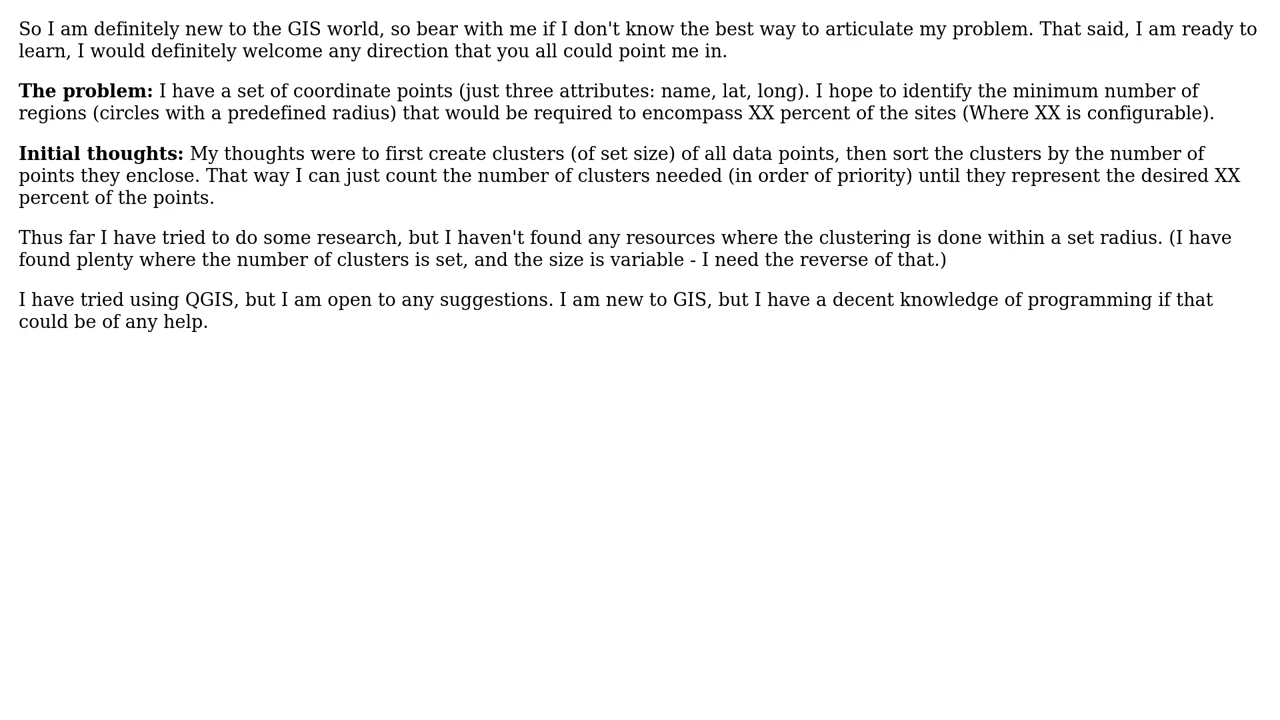 So I am definitely new to the GIS world, so bear with me if I don't know the best way to articulate my problem. That said, I am ready to
learn, I would definitely welcome any direction that you all could point me in.
The problem: I have a set of coordinate points (just three attributes: name, lat, long). I hope to identify the minimum number of
regions (circles with a predefined radius) that would be required to encompass XX percent of the sites (Where XX is configurable).
Initial thoughts: My thoughts were to first create clusters (of set size) of all data points, then sort the clusters by the number of
points they enclose. That way I can just count the number of clusters needed (in order of priority) until they represent the desired XX
percent of the points.
Thus far I have tried to do some research, but I haven't found any resources where the clustering is done within a set radius. (I have
found plenty where the number of clusters is set, and the size is variable - I need the reverse of that.)
I have tried using QGIS, but I am open to any suggestions. I am new to GIS, but I have a decent knowledge of programming if that
could be of any help.